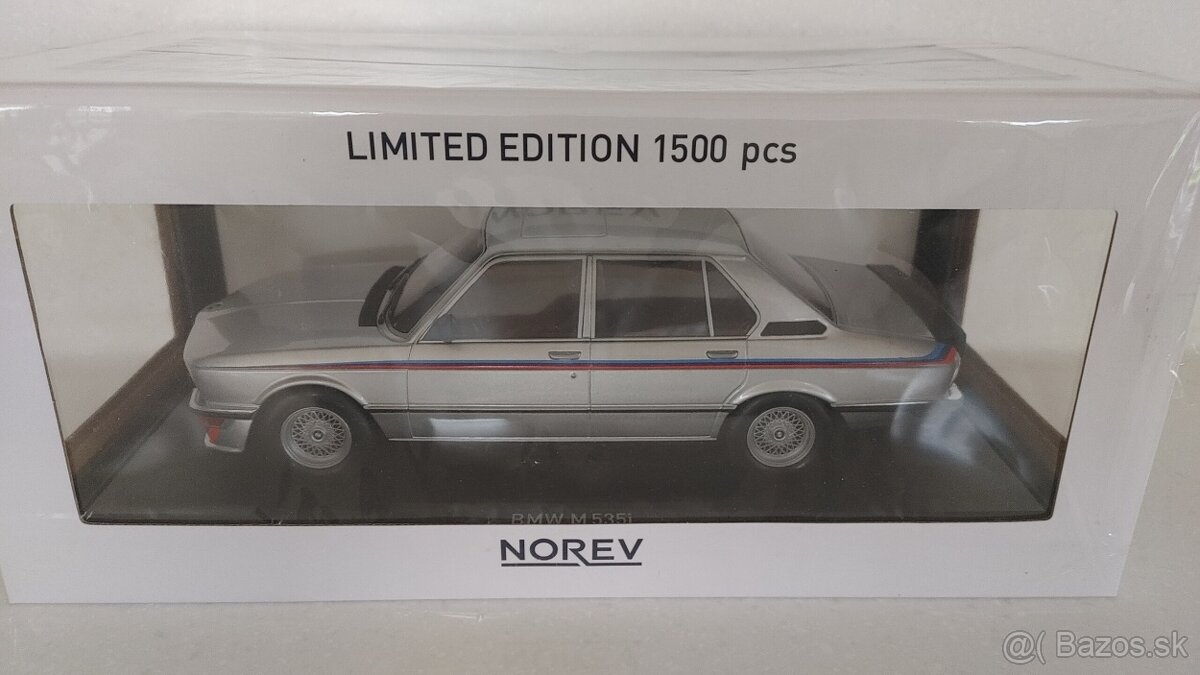 LIMITED EDITION 1500 pcs
BMW M 535i
NOREV
@( Bazos.sk